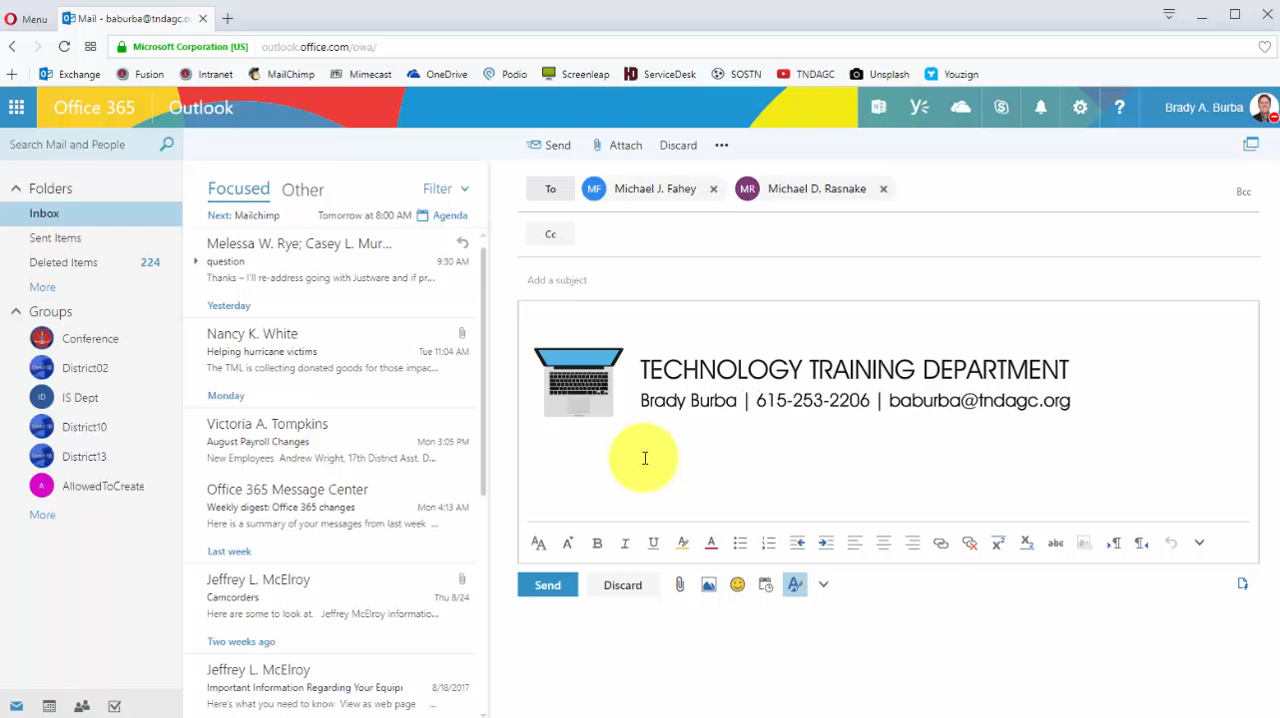 Menu
Mail - baburba@tndagc.o
Microsoft Corporation [US]
outlook.office.com/owa/
Exchange
Fusion
Intranet
MailChimp
Mimecast
OneDrive
Podio
Screenleap
ServiceDesk
SOSTN
TNDAGC
Unsplash
Youzign
Office 365
Outlook
Brady A. Burba
Search Mail and People
Send
Attach
Discard
Folders
Inbox
Sent Items
Deleted Items 224
More
Groups
Conference
District02
ID
IS Dept
District10
District13
A
AllowedToCreate
More
Focused
Other
Filter
Next: Mailchimp
Tomorrow at 8:00 AM
Agenda
Melessa W. Rye; Casey L. Mur...
question
9:30 AM
Thanks – I'll re-address going with Justware and if pr...
Yesterday
Nancy K. White
Helping hurricane victims
Tue 11:04 AM
The TML is collecting donated goods for those impac...
Monday
Victoria A. Tompkins
August Payroll Changes
Mon 3:05 PM
New Employees Andrew Wright, 17th District Asst. D...
Office 365 Message Center
Weekly digest: Office 365 changes
Mon 4:13 AM
Here is a summary of your messages from last week ...
Last week
Jeffrey L. McElroy
Camcorders
Thu 8/24
Here are some to look at. Jeffrey McElroy Informatio...
Two weeks ago
Jeffrey L. McElroy
Important Information Regarding Your Equip
8/18/2017
Here's what you need to know View as web page ...
To
MF
Michael J. Fahey
MR
Michael D. Rasnake
Bcc
Cc
Add a subject
TECHNOLOGY TRAINING DEPARTMENT
Brady Burba | 615-253-2206 | baburba@tndagc.org
Send
Discard